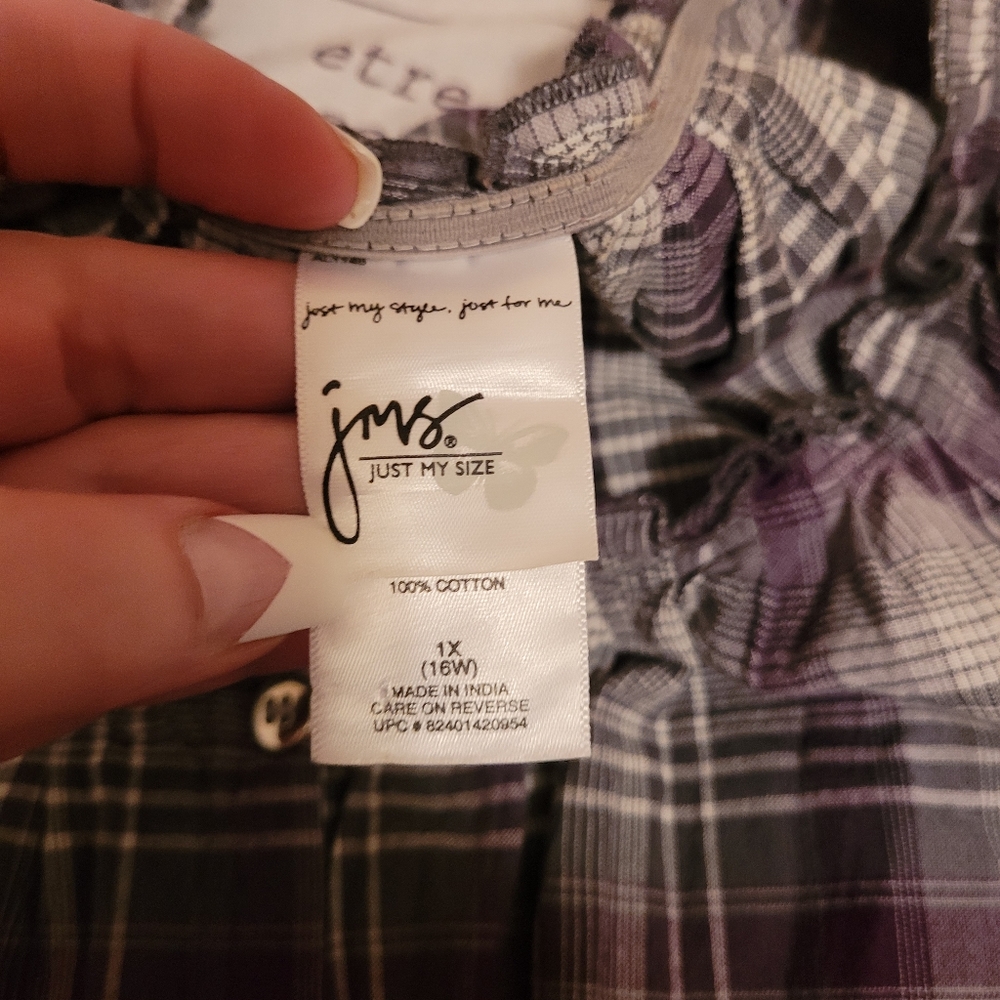 etre
just my style. just for me
jms®
JUST MY SIZE
100% COTTON
1X
(16W)
MADE IN INDIA
CARE ON REVERSE
UPC # 82401420954